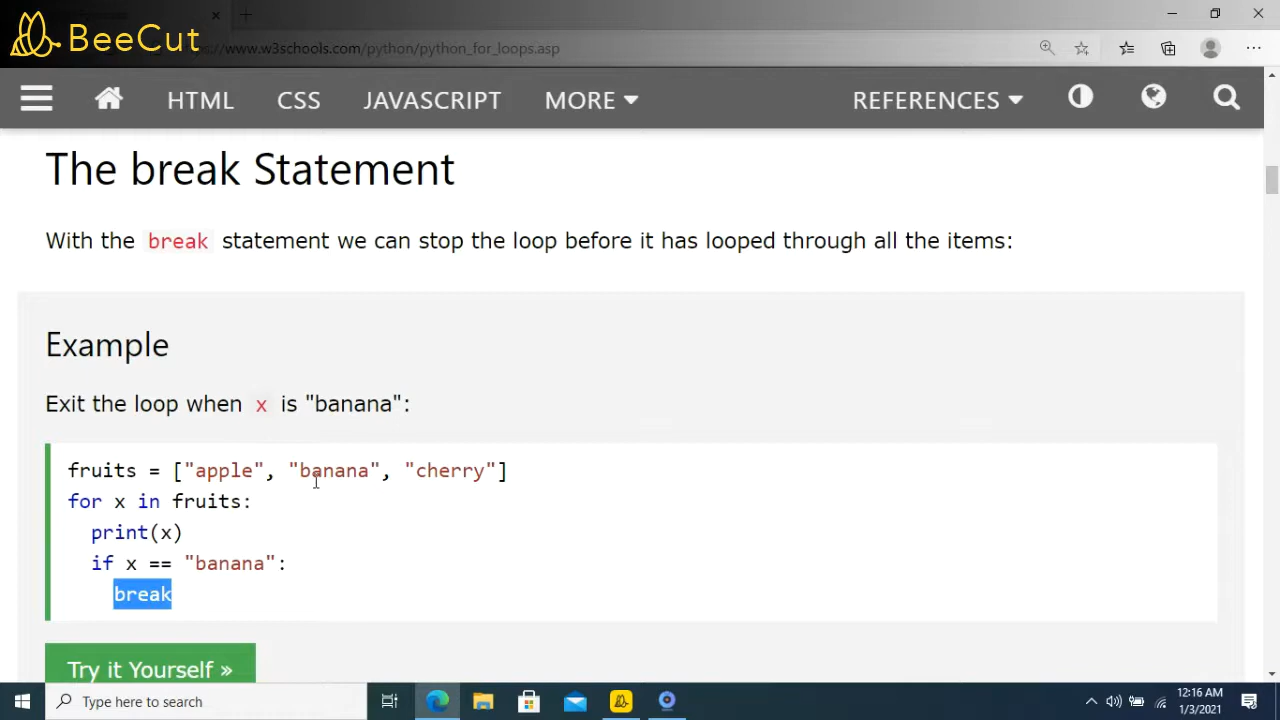 BeeCut
www.w3schools.com/python/python_for_loops.asp
HTML CSS JAVASCRIPT MORE REFERENCES
The break Statement
With the break statement we can stop the loop before it has looped through all the items:
Example
Exit the loop when x is "banana":
fruits = ["apple", "banana", "cherry"]
for x in fruits:
print(x)
if x == "banana":
break
Try it Yourself »
Type here to search
12:16 AM
1/3/2021